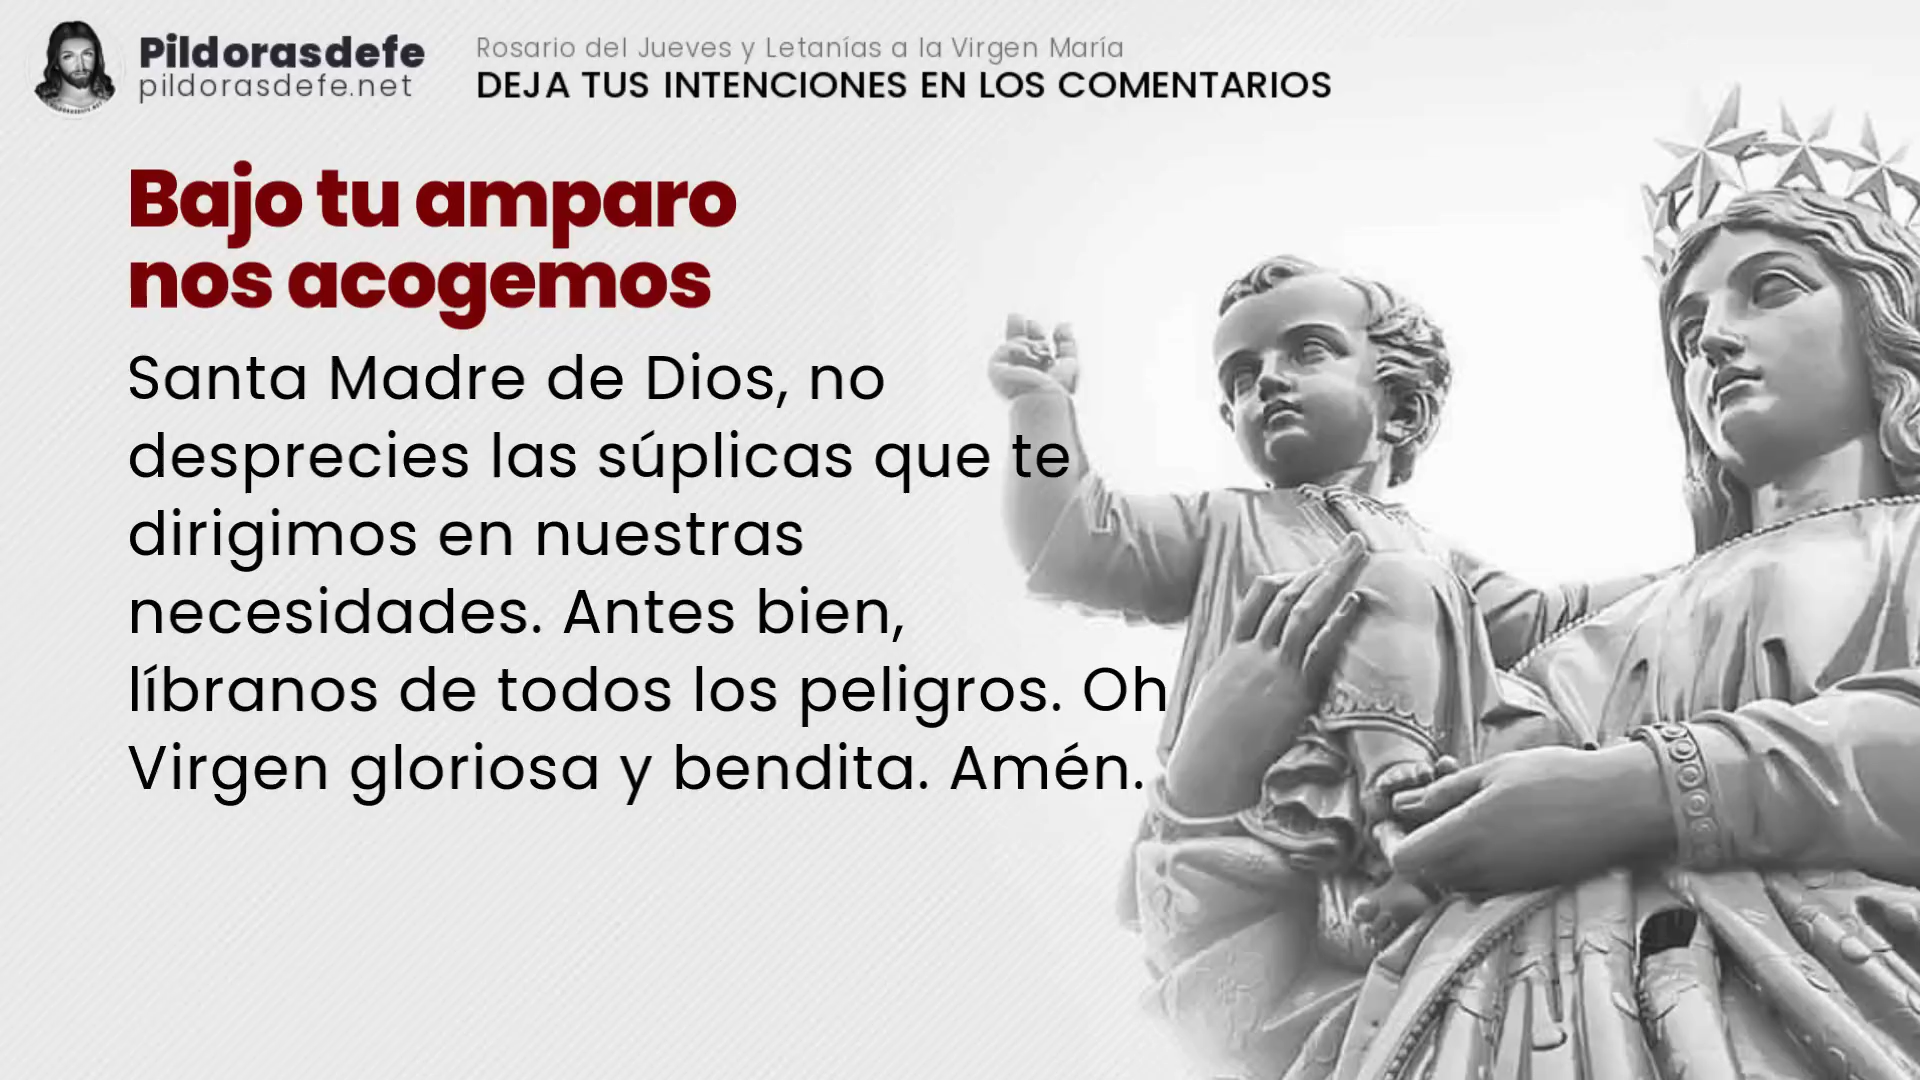 Pildorasdefe
pildorasdefe.net
Rosario del Jueves y Letanías a la Virgen María
DEJA TUS INTENCIONES EN LOS COMENTARIOS
Bajo tu amparo
nos acogemos
Santa Madre de Dios, no
desprecies las súplicas que te
dirigimos en nuestras
necesidades. Antes bien,
líbranos de todos los peligros. Oh
Virgen gloriosa y bendita. Amén.